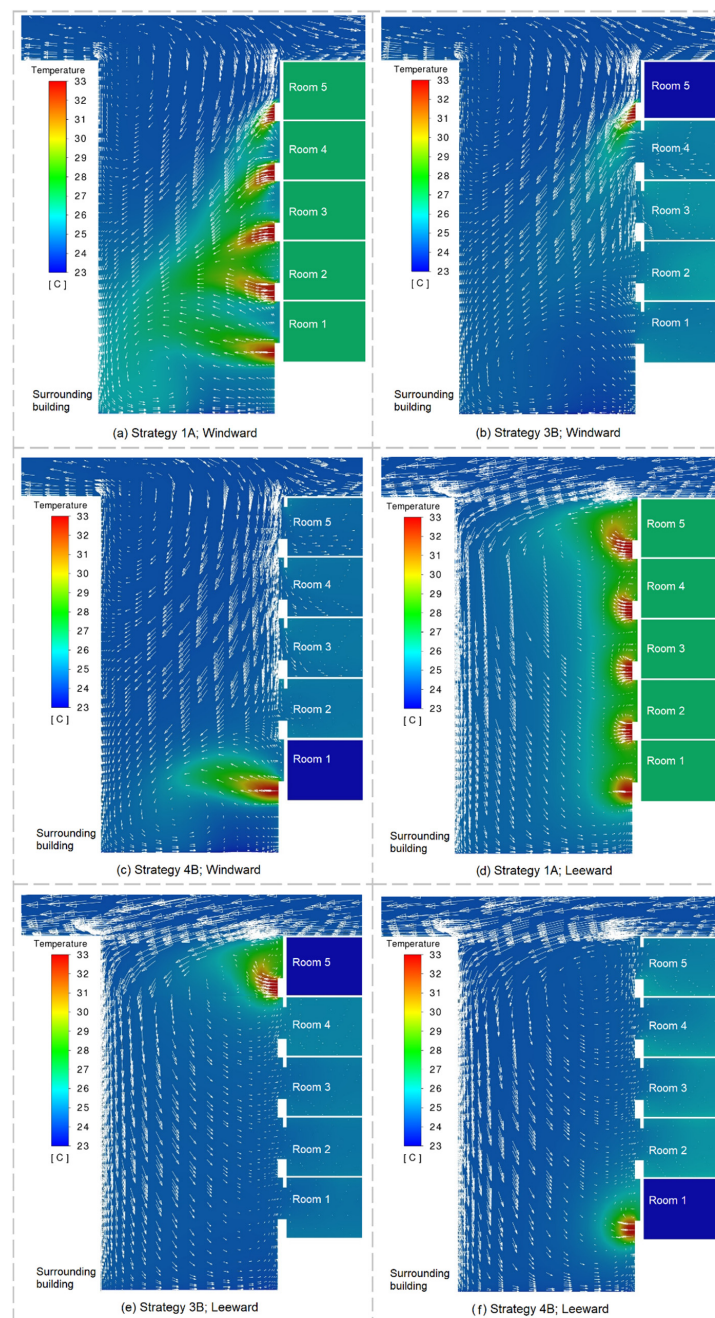 Temperature
33
32
31
30
29
28
27
26
25
24
23
[ C ]
Room 5
Room 4
Room 3
Room 2
Room 1
Surrounding
building
(a) Strategy 1A; Windward
Temperature
33
32
31
30
29
28
27
26
25
24
23
[ C ]
Room 5
Room 4
Room 3
Room 2
Room 1
Surrounding
building
(b) Strategy 3B; Windward
Temperature
33
32
31
30
29
28
27
26
25
24
23
[ C ]
Room 5
Room 4
Room 3
Room 2
Room 1
Surrounding
building
(c) Strategy 4B; Windward
Temperature
33
32
31
30
29
28
27
26
25
24
23
[ C ]
Room 5
Room 4
Room 3
Room 2
Room 1
Surrounding
building
(d) Strategy 1A; Leeward
Temperature
33
32
31
30
29
28
27
26
25
24
23
[ C ]
Room 5
Room 4
Room 3
Room 2
Room 1
Surrounding
building
(e) Strategy 3B; Leeward
Temperature
33
32
31
30
29
28
27
26
25
24
23
[ C ]
Room 5
Room 4
Room 3
Room 2
Room 1
Surrounding
building
(f) Strategy 4B; Leeward